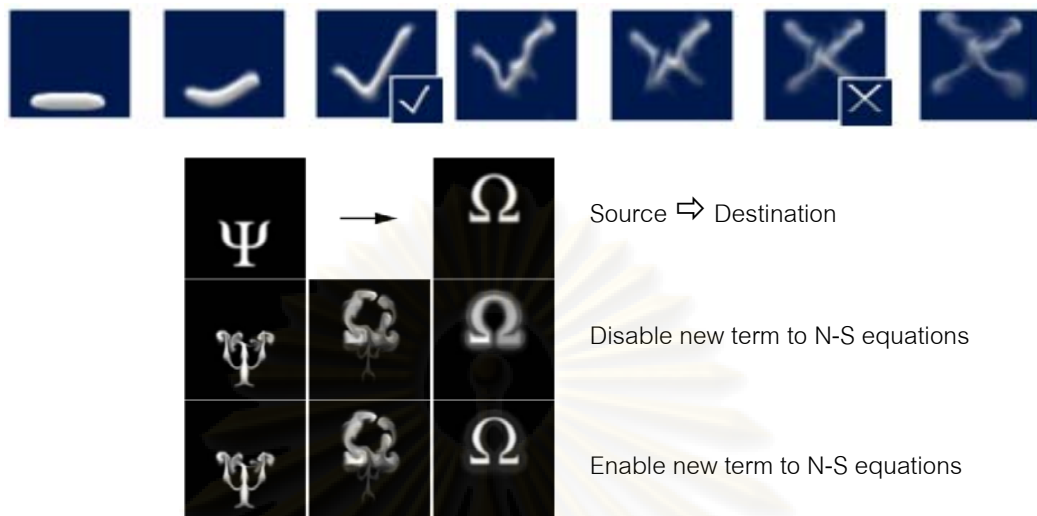 Ψ
Ω
Source ⇨ Destination
Ω
Disable new term to N-S equations
Ω
Enable new term to N-S equations